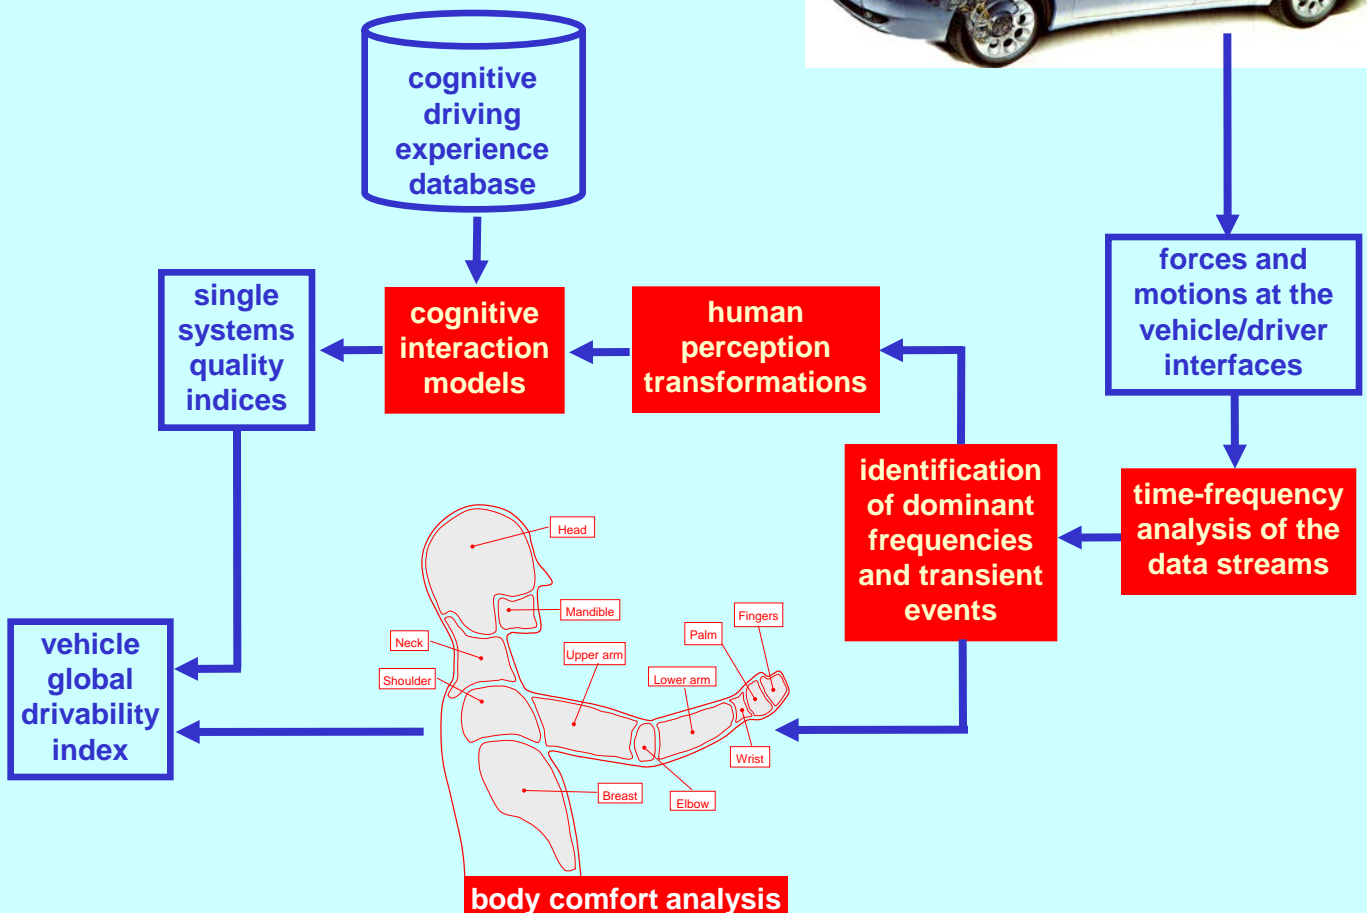 cognitive
driving
experience
database
forces and
motions at the
vehicle/driver
interfaces
single
systems
quality
indices
cognitive
interaction
models
human
perception
transformations
identification
of dominant
frequencies
and transient
events
time-frequency
analysis of the
data streams
Head
Mandible
Fingers
Palm
Neck
Upper arm
Lower arm
Shoulder
vehicle
global
drivability
index
Wrist
Breast
Elbow
body comfort analysis